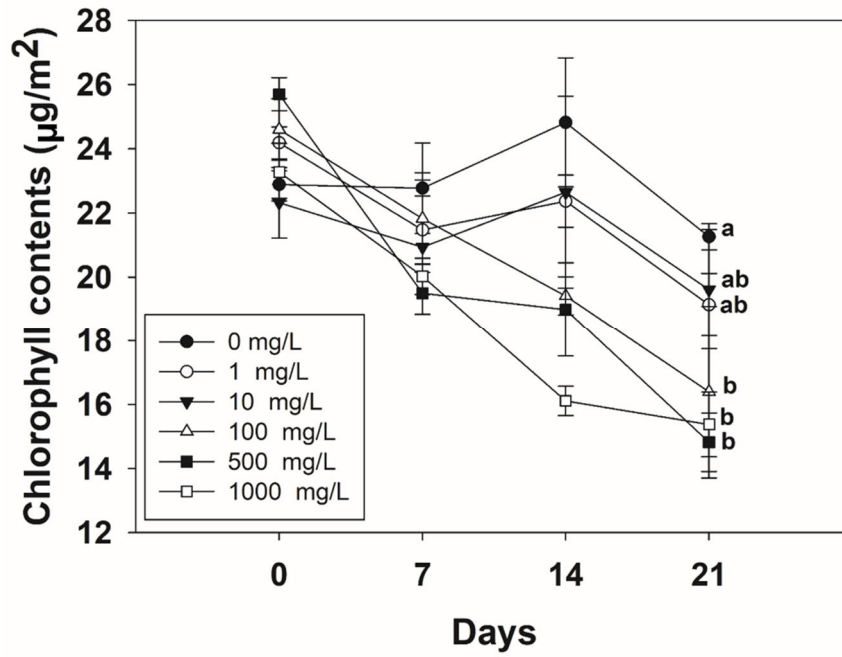 Chlorophyll contents (µg/m²)
28
26
24
22
20
18
16
14
12
0 mg/L
1 mg/L
10 mg/L
100 mg/L
500 mg/L
1000 mg/L
a
ab
ab
b
b
b
0 7 14 21
Days